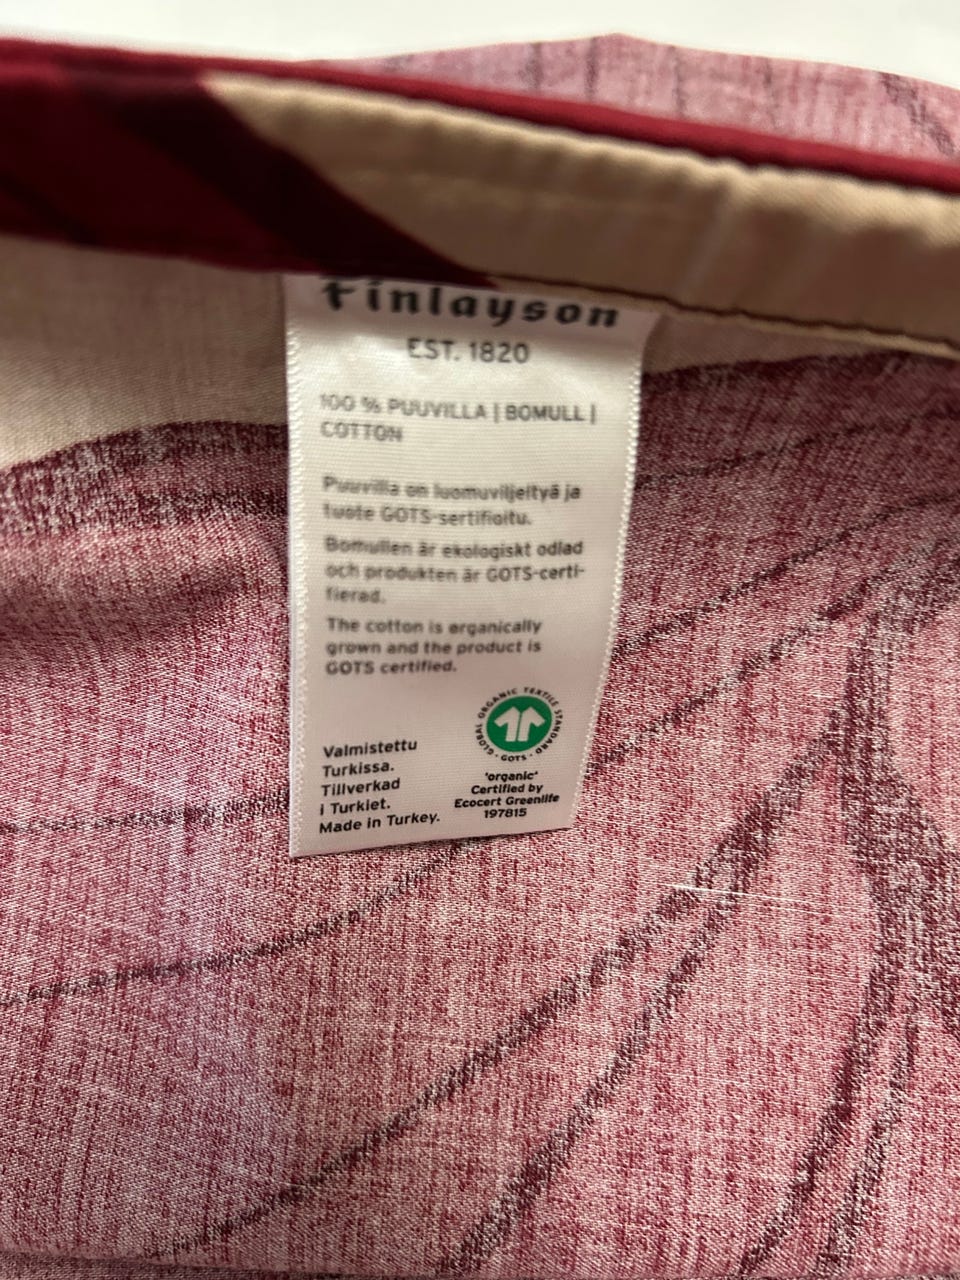 Finlayson
EST. 1820
100 % PUUVILLA | BOMULL |
COTTON
Puuvilla on luomuviljeltyä ja
tuote GOTS-sertifioitu.
Bomullen är ekologiskt odlad
och produkten är GOTS-certi-
fierad.
The cotton is organically
grown and the product is
GOTS certified.
GLOBAL ORGANIC TEXTILE STANDARD
· GOTS ·
Valmistettu
Turkissa.
Tillverkad
i Turkiet.
Made in Turkey.
'organic'
Certified by
Ecocert Greenlife
197815